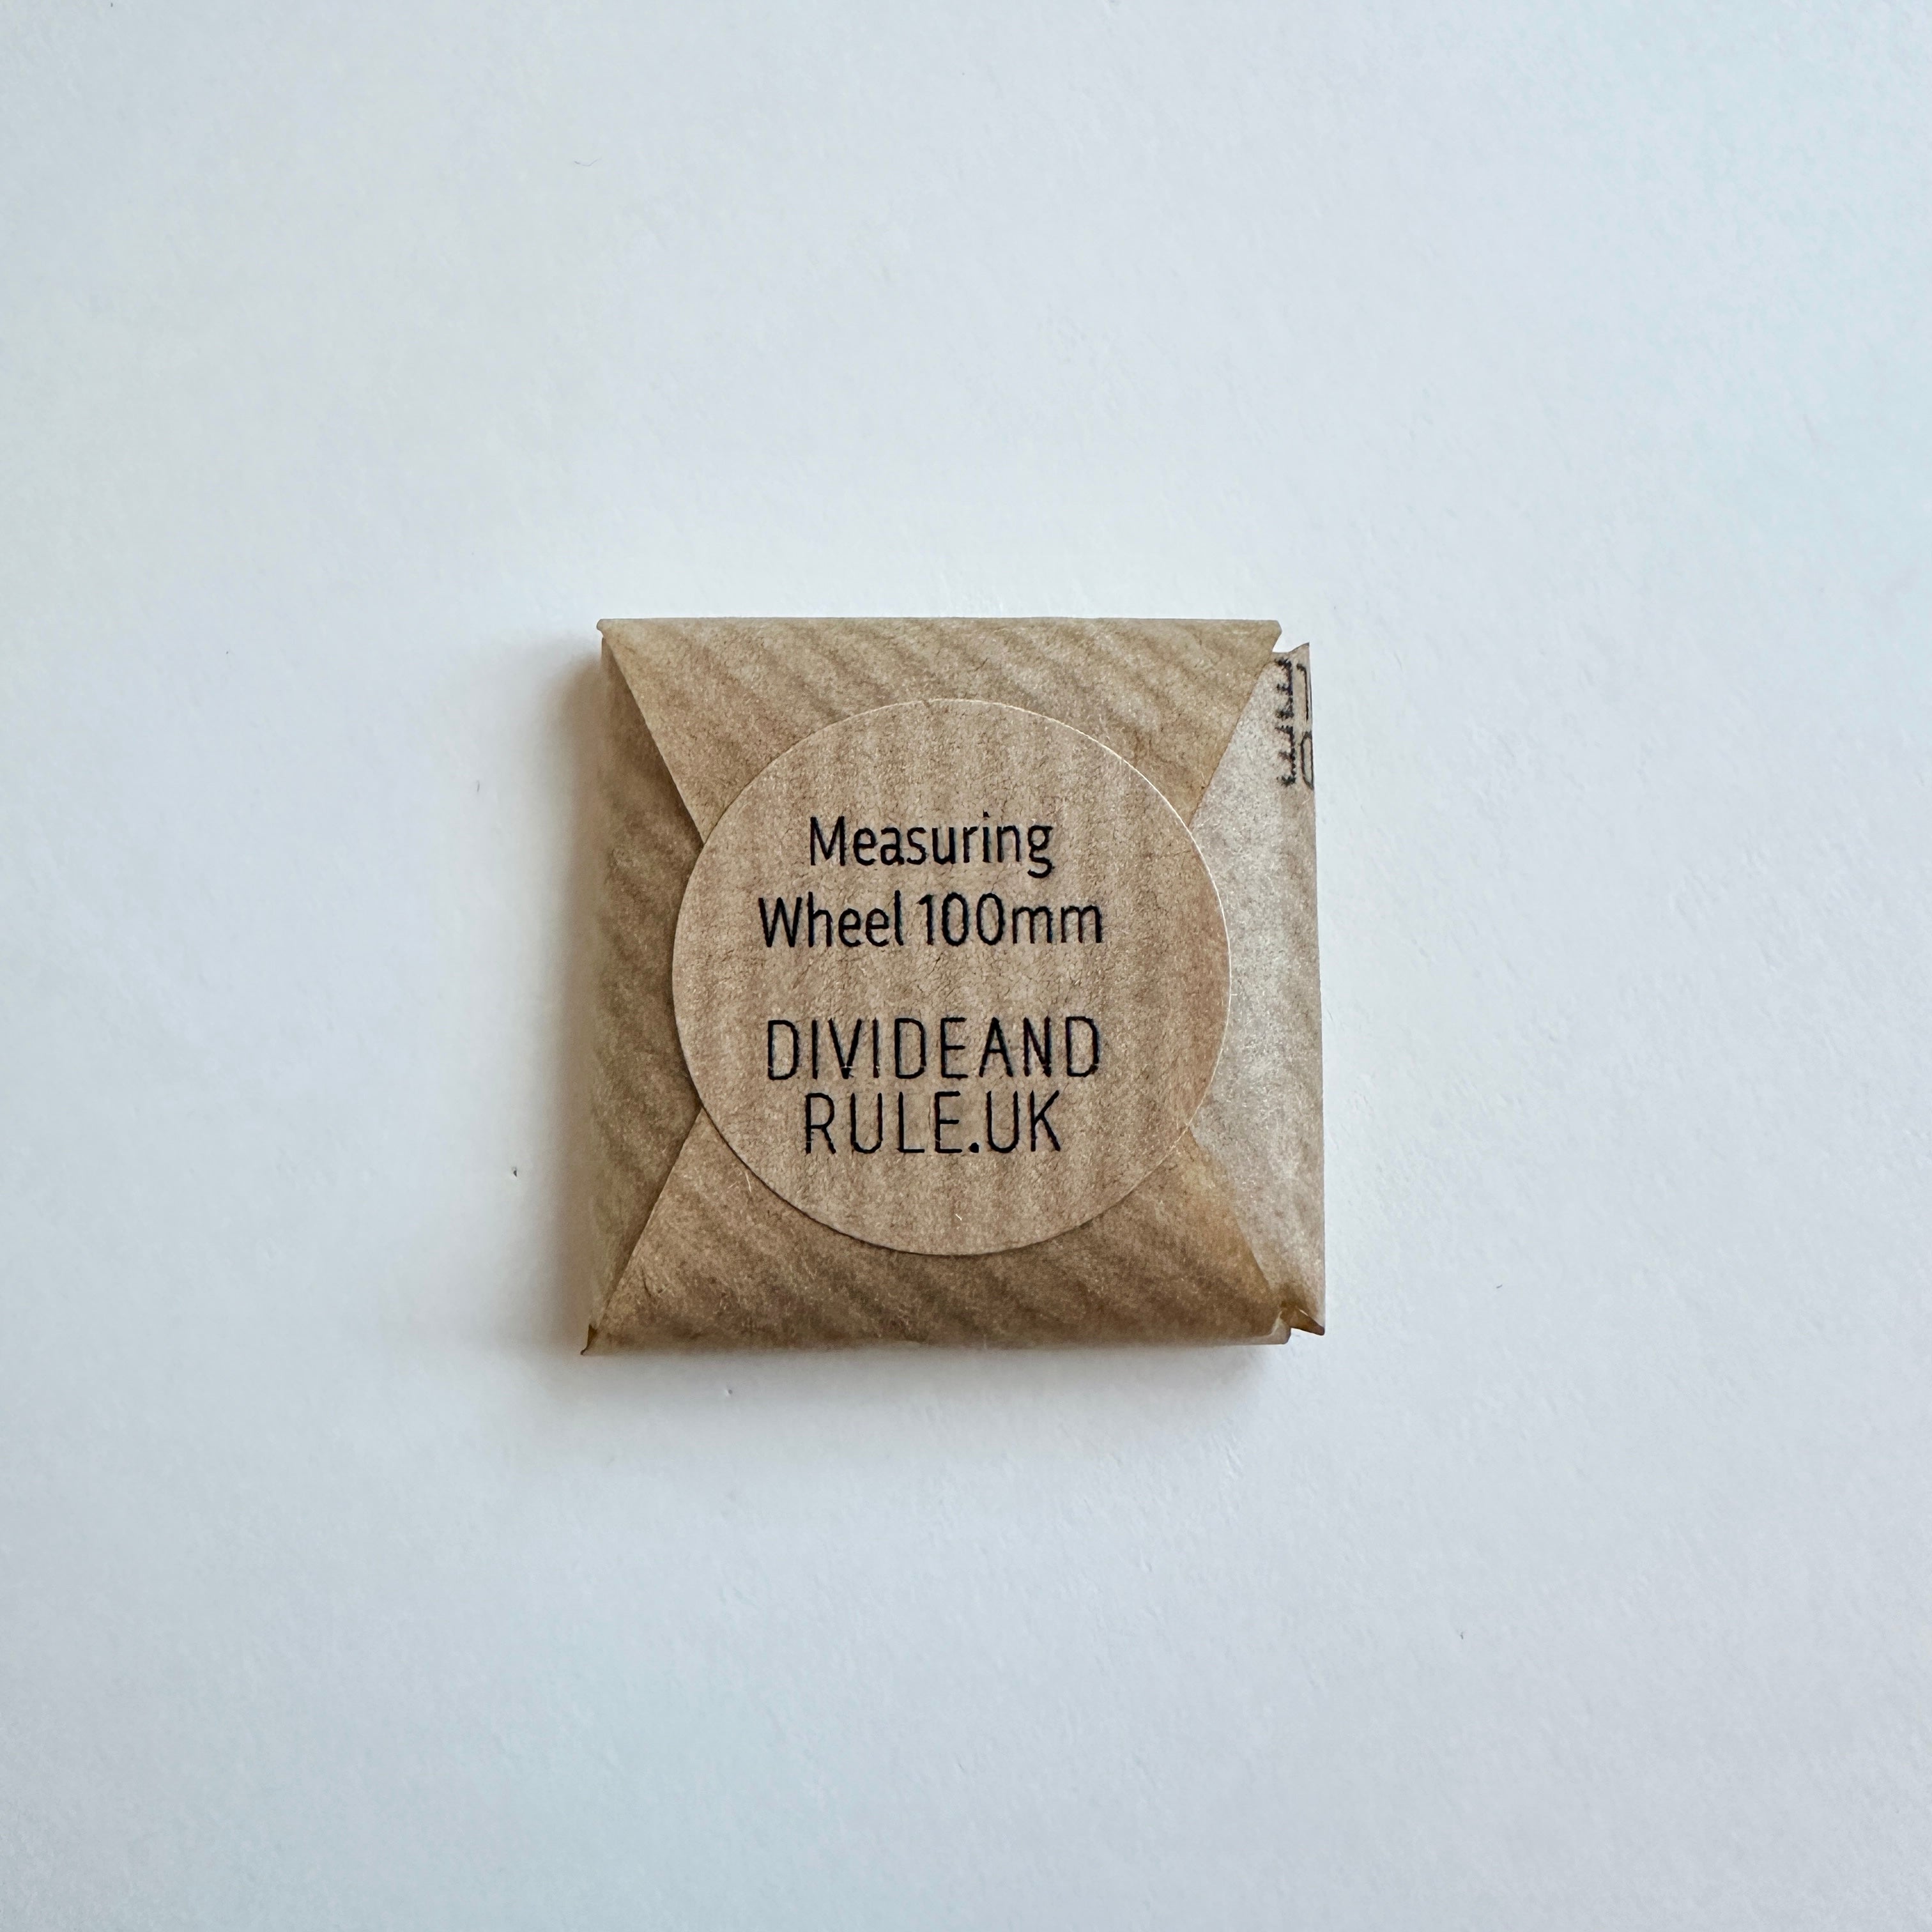 Measuring
Wheel 100mm
DIVIDEAND
RULE.UK